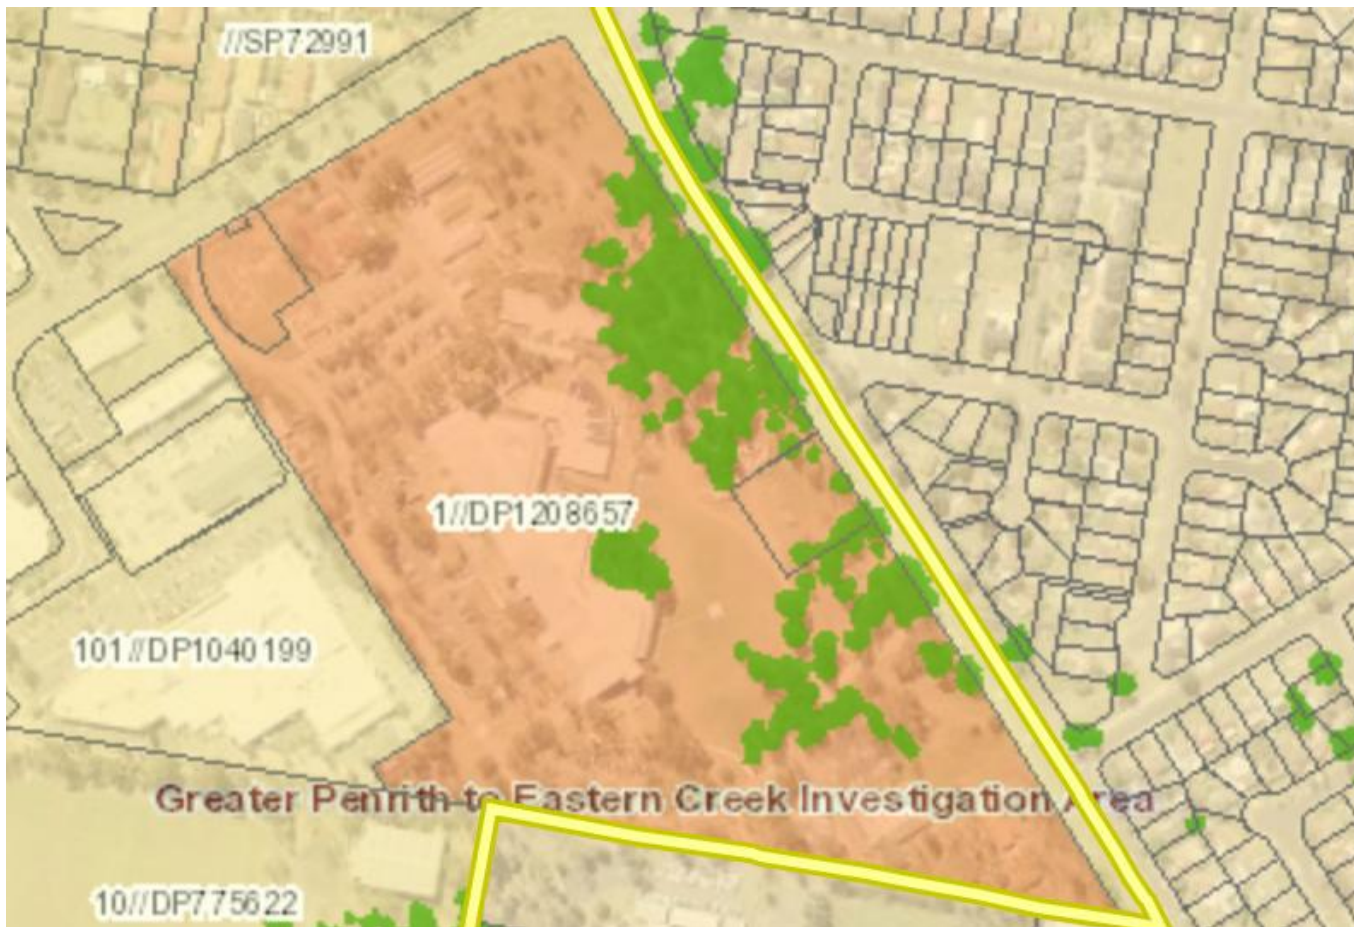 //SP72991
1//DP1208657
101//DP1040199
Greater Penrith to Eastern Creek Investigation Area
10//DP775622